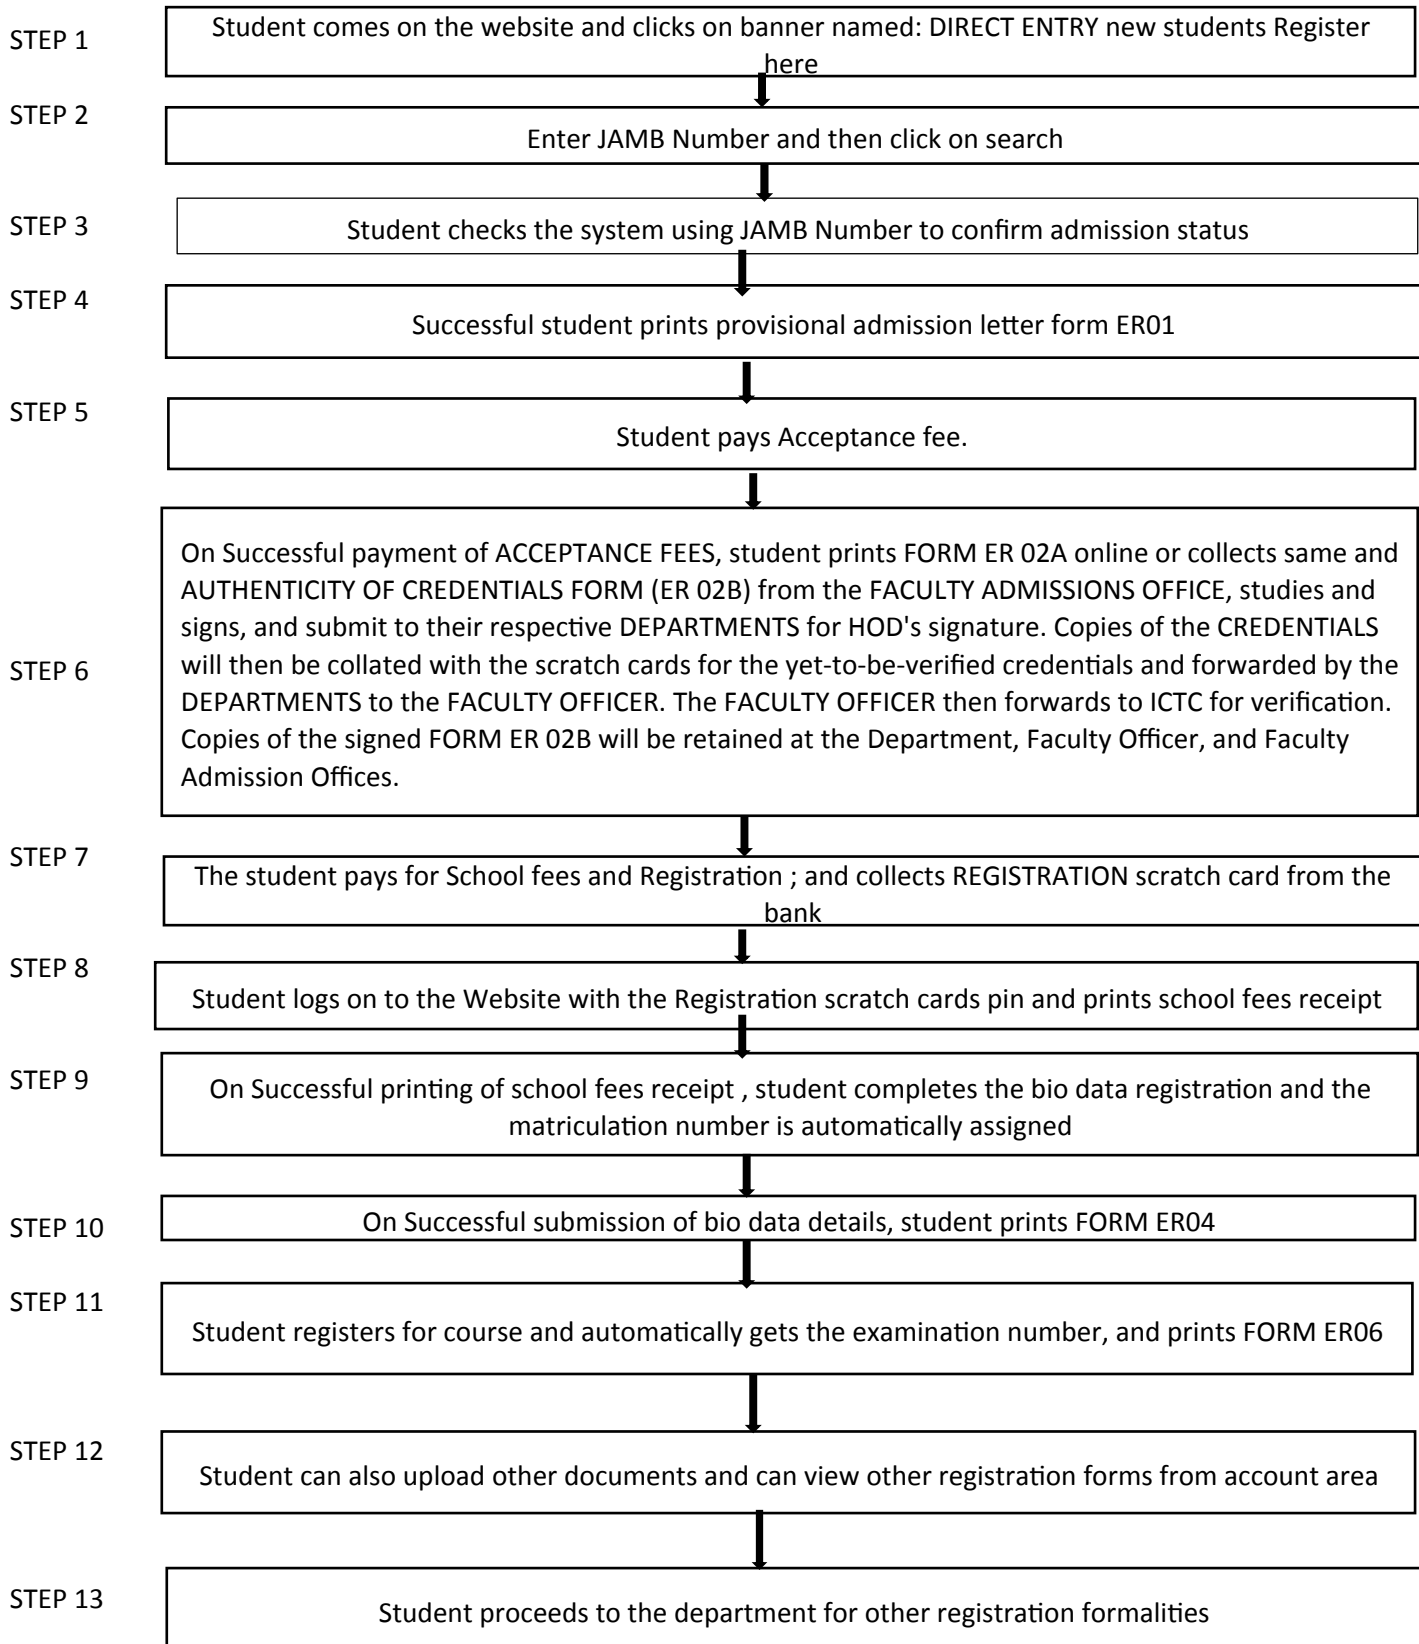 STEP 1
Student comes on the website and clicks on banner named: DIRECT ENTRY new students Register
here
STEP 2
Enter JAMB Number and then click on search
STEP 3
Student checks the system using JAMB Number to confirm admission status
STEP 4
Successful student prints provisional admission letter form ER01
STEP 5
Student pays Acceptance fee.
STEP 6
On Successful payment of ACCEPTANCE FEES, student prints FORM ER 02A online or collects same and
AUTHENTICITY OF CREDENTIALS FORM (ER 02B) from the FACULTY ADMISSIONS OFFICE, studies and
signs, and submit to their respective DEPARTMENTS for HOD's signature. Copies of the CREDENTIALS
will then be collated with the scratch cards for the yet-to-be-verified credentials and forwarded by the
DEPARTMENTS to the FACULTY OFFICER. The FACULTY OFFICER then forwards to ICTC for verification.
Copies of the signed FORM ER 02B will be retained at the Department, Faculty Officer, and Faculty
Admission Offices.
STEP 7
The student pays for School fees and Registration ; and collects REGISTRATION scratch card from the
bank
STEP 8
Student logs on to the Website with the Registration scratch cards pin and prints school fees receipt
STEP 9
On Successful printing of school fees receipt , student completes the bio data registration and the
matriculation number is automatically assigned
STEP 10
On Successful submission of bio data details, student prints FORM ER04
STEP 11
Student registers for course and automatically gets the examination number, and prints FORM ER06
STEP 12
Student can also upload other documents and can view other registration forms from account area
STEP 13
Student proceeds to the department for other registration formalities